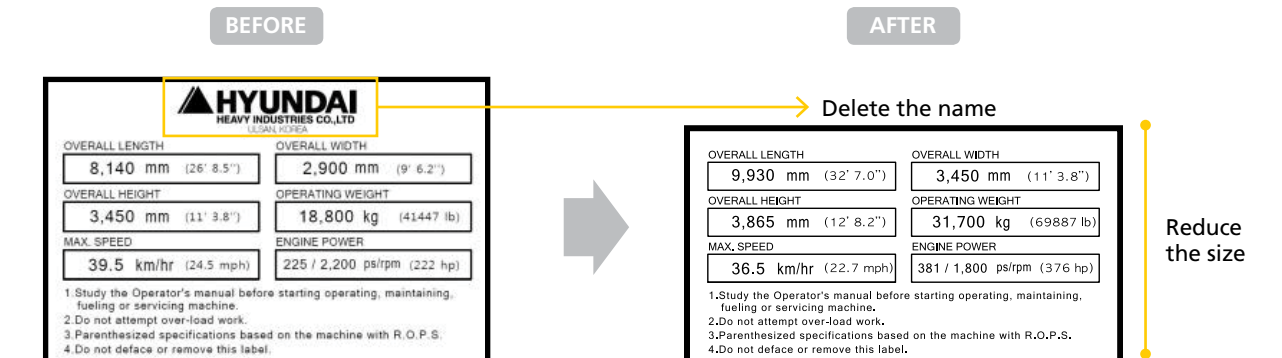 BEFORE
AFTER
HYUNDAI
HEAVY INDUSTRIES CO.,LTD
ULSAN, KOREA
Delete the name
OVERALL LENGTH OVERALL WIDTH
8,140 mm (26' 8.5'') 2,900 mm (9' 6.2'')
OVERALL HEIGHT OPERATING WEIGHT
3,450 mm (11' 3.8'') 18,800 kg (41447 lb)
MAX. SPEED ENGINE POWER
39.5 km/hr (24.5 mph) 225 / 2,200 ps/rpm (222 hp)
1.Study the Operator's manual before starting operating, maintaining,
fueling or servicing machine.
2.Do not attempt over-load work.
3.Parenthesized specifications based on the machine with R.O.P.S.
4.Do not deface or remove this label.
OVERALL LENGTH OVERALL WIDTH
9,930 mm (32' 7.0") 3,450 mm (11' 3.8")
OVERALL HEIGHT OPERATING WEIGHT
3,865 mm (12' 8.2") 31,700 kg (69887 lb)
MAX. SPEED ENGINE POWER
36.5 km/hr (22.7 mph) 381 / 1,800 ps/rpm (376 hp)
1.Study the Operator's manual before starting operating, maintaining,
fueling or servicing machine.
2.Do not attempt over-load work.
3.Parenthesized specifications based on the machine with R.O.P.S.
4.Do not deface or remove this label.
Reduce
the size